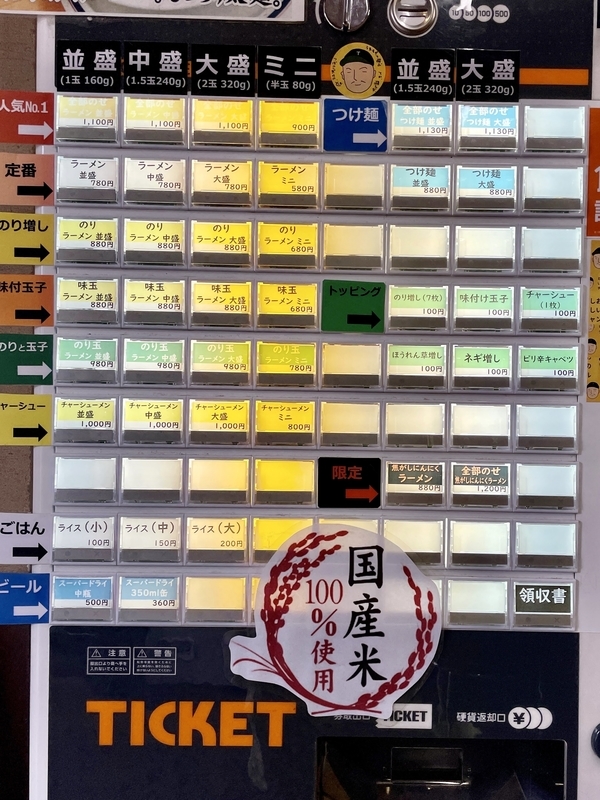 10 50 100 500
並盛 中盛 大盛 ミニ 並盛 大盛
(1玉 160g) (1.5玉240g) (2玉 320g) (半玉 80g) (1.5玉240g) (2玉 320g)
人気No.1
1,100円
1,100円
1,100円
900円
つけ麺
全部のせ
つけ麺 並盛
1,130円
全部のせ
つけ麺 大盛
1,130円
定番
ラーメン
並盛
780円
ラーメン
中盛
780円
ラーメン
大盛
780円
ラーメン
ミニ
580円
つけ麺
並盛
880円
つけ麺
大盛
880円
のり増し
のり
ラーメン 並盛
880円
のり
ラーメン 中盛
880円
のり
ラーメン 大盛
880円
のり
ラーメン ミニ
680円
味付玉子
味玉
ラーメン 並盛
880円
味玉
ラーメン 中盛
880円
味玉
ラーメン 大盛
880円
味玉
ラーメン ミニ
680円
トッピング
のり増し(7枚)
100円
味付け玉子
100円
チャーシュー
(1枚)
100円
のりと玉子
のり玉
ラーメン 並盛
980円
のり玉
ラーメン 中盛
980円
のり玉
ラーメン 大盛
980円
のり玉
ラーメン ミニ
780円
ほうれん草増し
100円
ネギ増し
100円
ピリ辛キャベツ
100円
ャーシュー
チャーシューメン
並盛
1,000円
チャーシューメン
中盛
1,000円
チャーシューメン
大盛
1,000円
チャーシューメン
ミニ
800円
限定
焦がしにんにく
ラーメン
880円
全部のせ
焦がしにんにくラーメン
1,200円
ごはん
ライス(小)
100円
ライス(中)
150円
ライス(大)
200円
ビール
スーパードライ
中瓶
500円
スーパードライ
350ml缶
360円
領収書
国産米
100%使用
注意
警告
TICKET
券取出口 TICKET
硬貨返却口 ¥